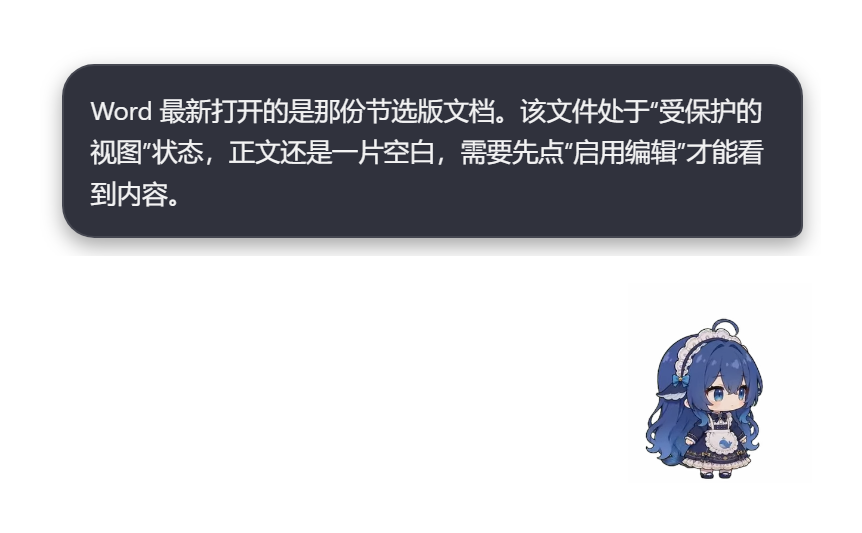 Word 最新打开的是那份节选版文档。该文件处于“受保护的
视图”状态，正文还是一片空白，需要先点“启用编辑”才能看
到内容。